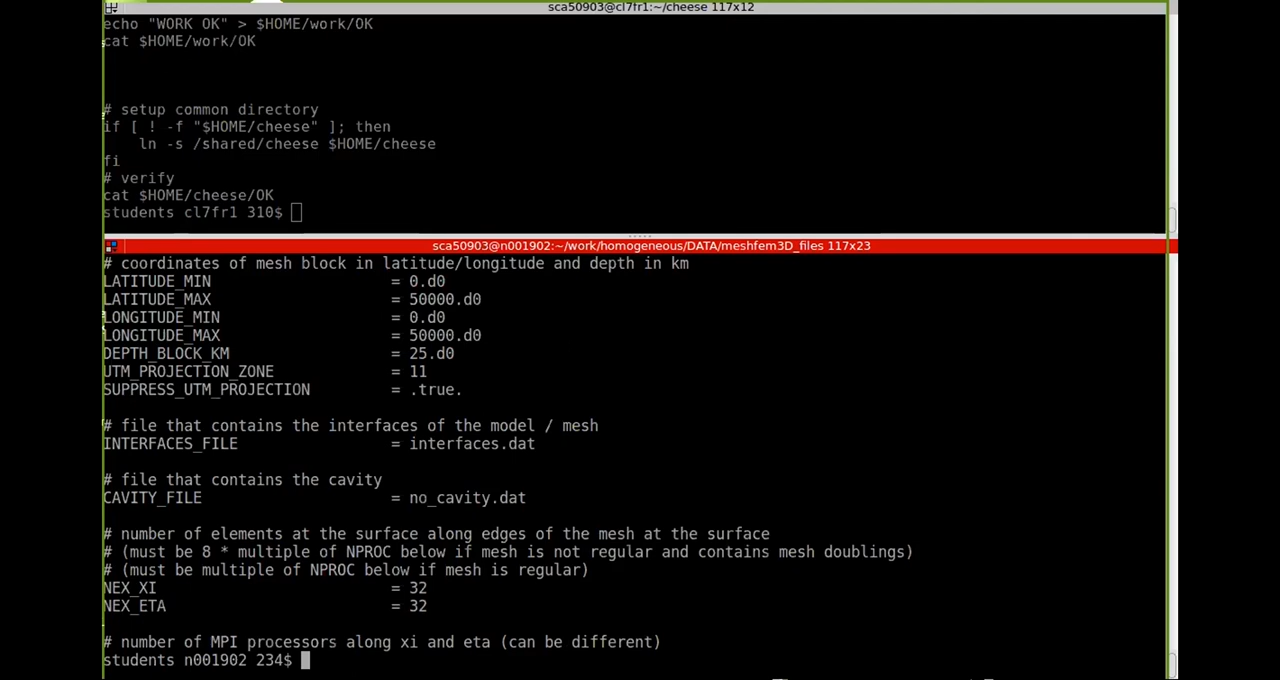 sca50903@cl7fr1:~/cheese 117x12
echo "WORK OK" > $HOME/work/OK
cat $HOME/work/OK
# setup common directory
if [ ! -f "$HOME/cheese" ]; then
    ln -s /shared/cheese $HOME/cheese
fi
# verify
cat $HOME/cheese/OK
students cl7fr1 310$
sca50903@n001902:~/work/homogeneous/DATA/meshfem3D_files 117x23
# coordinates of mesh block in latitude/longitude and depth in km
LATITUDE_MIN                    = 0.d0
LATITUDE_MAX                    = 50000.d0
LONGITUDE_MIN                   = 0.d0
LONGITUDE_MAX                   = 50000.d0
DEPTH_BLOCK_KM                  = 25.d0
UTM_PROJECTION_ZONE             = 11
SUPPRESS_UTM_PROJECTION         = .true.
# file that contains the interfaces of the model / mesh
INTERFACES_FILE                 = interfaces.dat
# file that contains the cavity
CAVITY_FILE                     = no_cavity.dat
# number of elements at the surface along edges of the mesh at the surface
# (must be 8 * multiple of NPROC below if mesh is not regular and contains mesh doublings)
# (must be multiple of NPROC below if mesh is regular)
NEX_XI                          = 32
NEX_ETA                         = 32
# number of MPI processors along xi and eta (can be different)
students n001902 234$